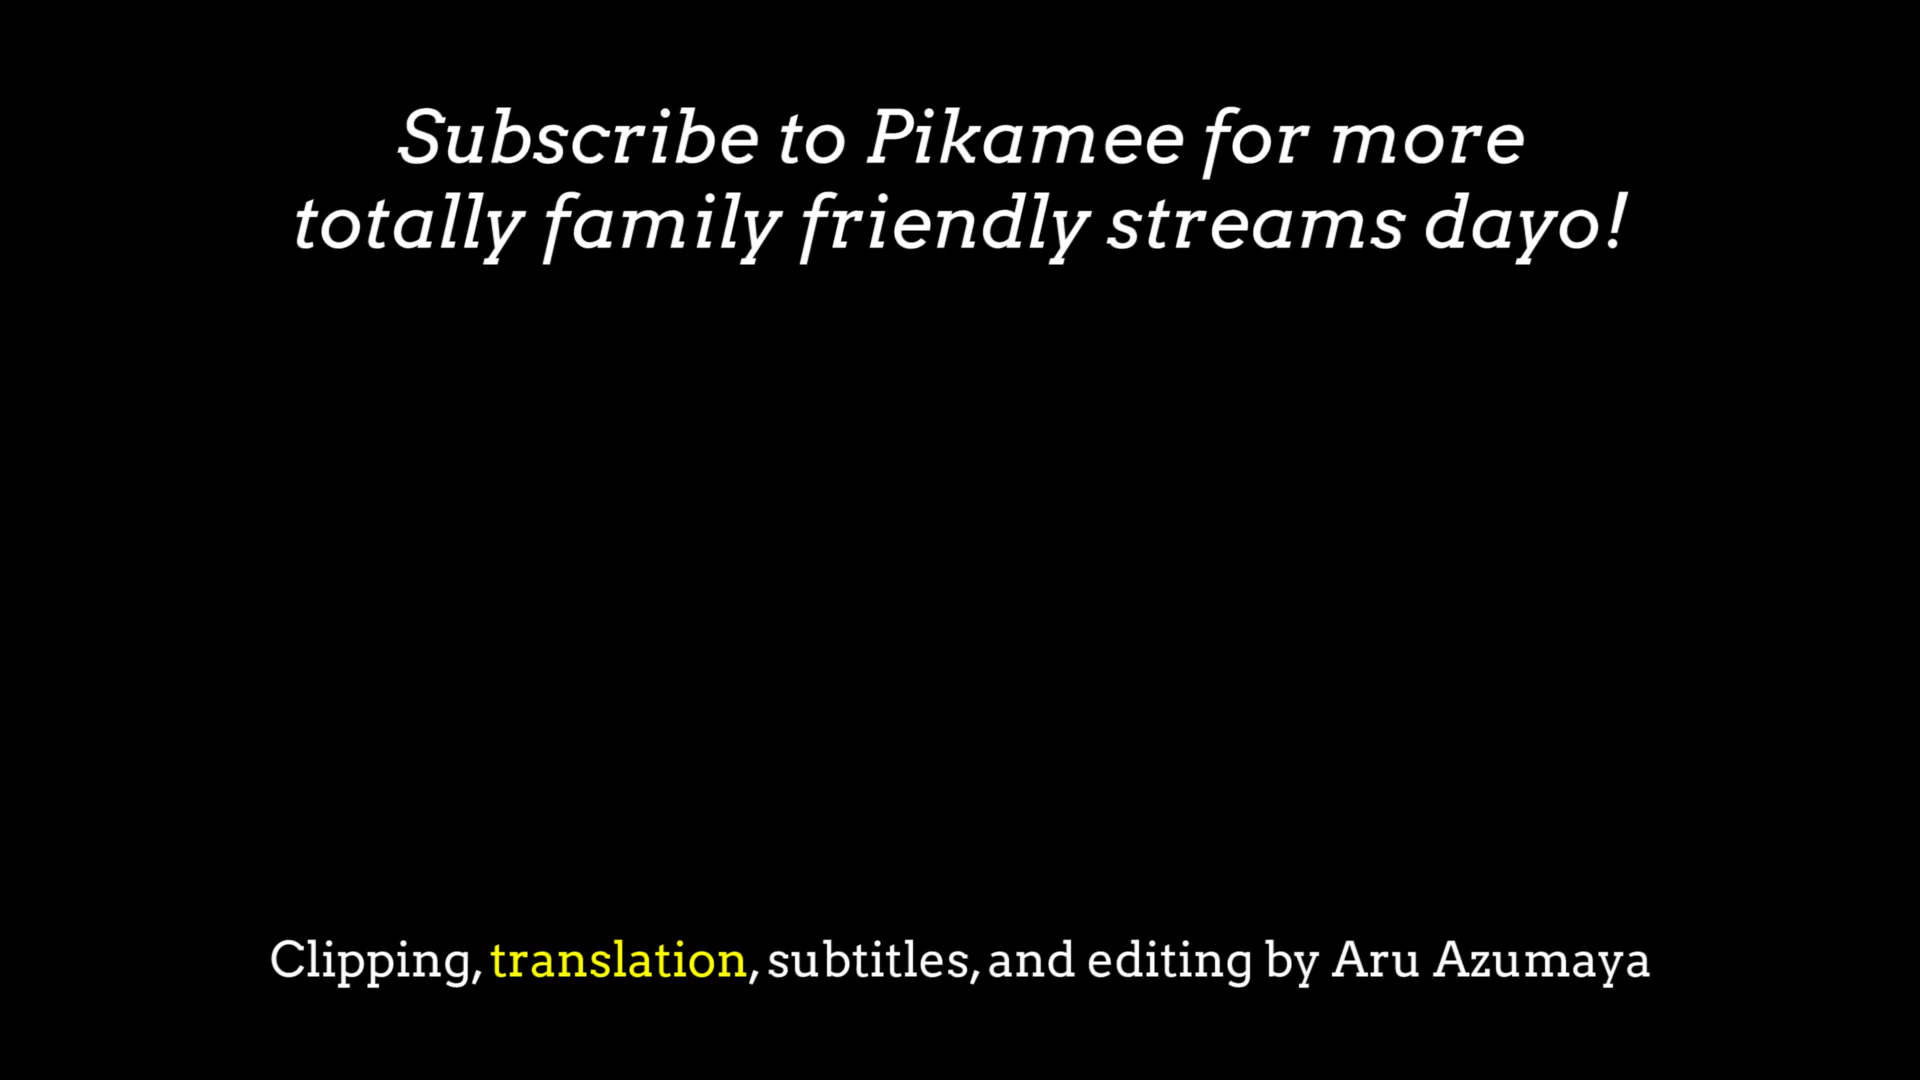 Subscribe to Pikamee for more
totally family friendly streams dayo!
Clipping, translation, subtitles, and editing by Aru Azumaya